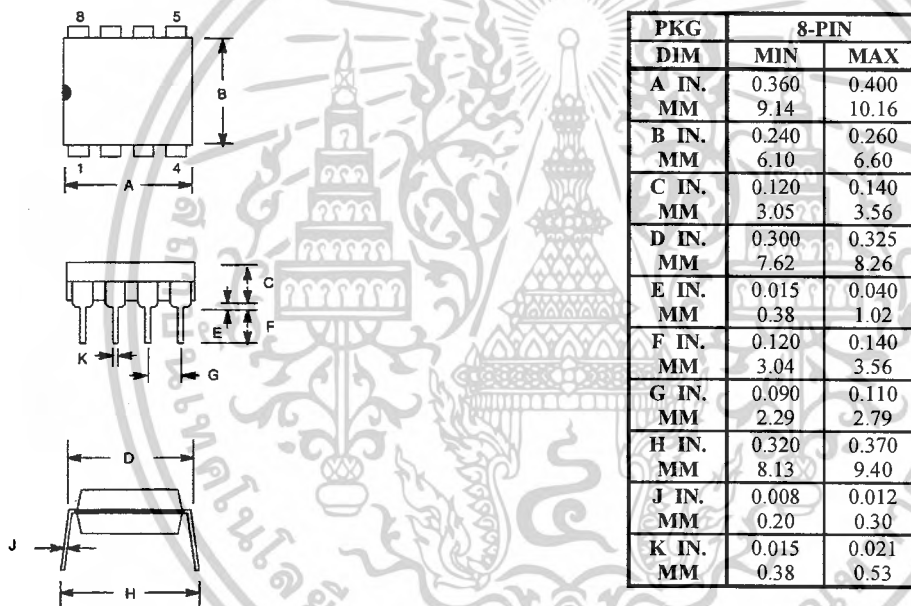 8 5
B
1 4
A
C
E F
K
G
D
J
H
PKG 8-PIN
DIM MIN MAX
A IN. 0.360 0.400
MM 9.14 10.16
B IN. 0.240 0.260
MM 6.10 6.60
C IN. 0.120 0.140
MM 3.05 3.56
D IN. 0.300 0.325
MM 7.62 8.26
E IN. 0.015 0.040
MM 0.38 1.02
F IN. 0.120 0.140
MM 3.04 3.56
G IN. 0.090 0.110
MM 2.29 2.79
H IN. 0.320 0.370
MM 8.13 9.40
J IN. 0.008 0.012
MM 0.20 0.30
K IN. 0.015 0.021
MM 0.38 0.53